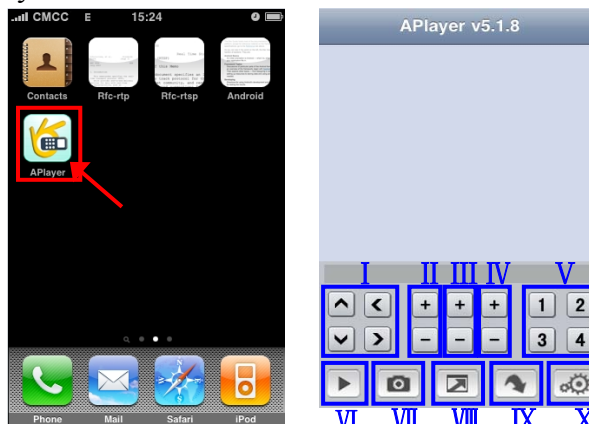 CMCC E 15:24
Contacts Rfc-rtp Rfc-rtsp Android
APlayer
Phone Mail Safari iPod
APlayer v5.1.8
I II III IV V
+ + + 1 2
− − − 3 4
VI VII VIII IX X